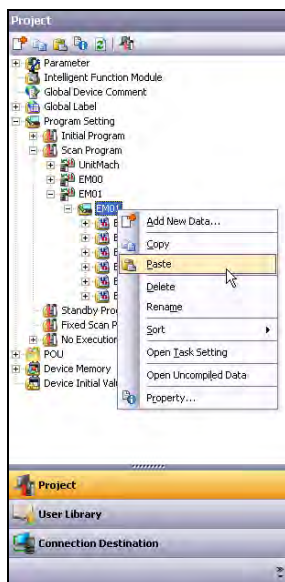 Project
Parameter
Intelligent Function Module
Global Device Comment
Global Label
Program Setting
Initial Program
Scan Program
UnitMach
EM00
EM01
EM01
Add New Data...
Copy
Paste
Delete
Rename
Sort
Open Task Setting
Open Uncompiled Data
Property...
Standby Pro
Fixed Scan P
No Execution
POU
Device Memory
Device Initial Valu
Project
User Library
Connection Destination